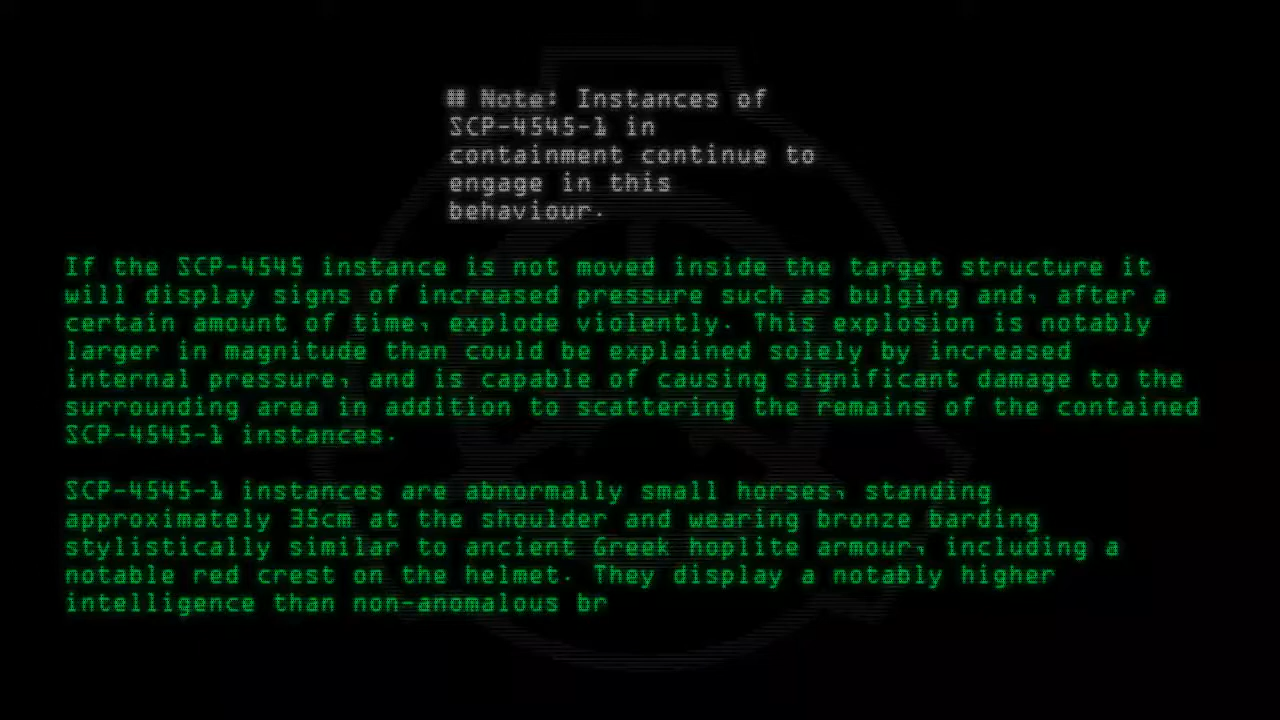 # Note: Instances of
SCP-4545-1 in
containment continue to
engage in this
behaviour.
If the SCP-4545 instance is not moved inside the target structure it
will display signs of increased pressure such as bulging and, after a
certain amount of time, explode violently. This explosion is notably
larger in magnitude than could be explained solely by increased
internal pressure, and is capable of causing significant damage to the
surrounding area in addition to scattering the remains of the contained
SCP-4545-1 instances.
SCP-4545-1 instances are abnormally small horses, standing
approximately 35cm at the shoulder and wearing bronze barding
stylistically similar to ancient Greek hoplite armour, including a
notable red crest on the helmet. They display a notably higher
intelligence than non-anomalous br